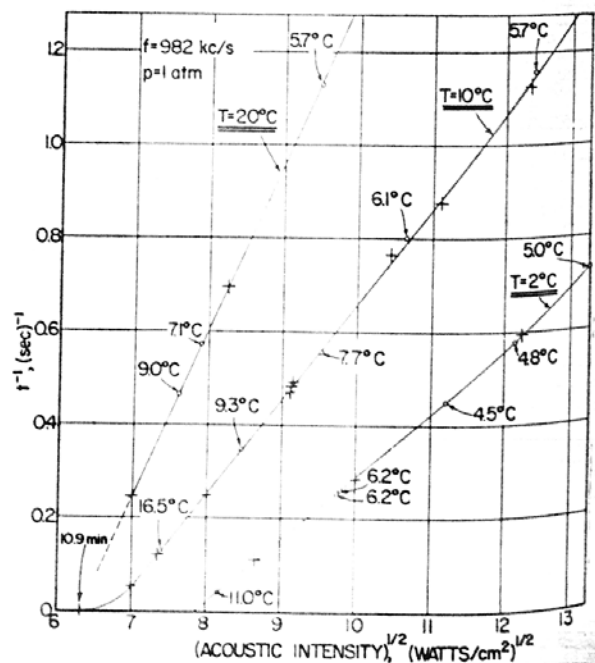 1.2
1.0
0.8
0.6
0.4
0.2
0
t⁻¹, (sec)⁻¹
f=982 kc/s
p=1 atm
5.7°C
5.7°C
T=20°C
T=10°C
6.1°C
5.0°C
T=2°C
7.1°C
7.7°C
4.8°C
9.0°C
9.3°C
4.5°C
16.5°C
6.2°C
6.2°C
10.9 min
11.0°C
6 7 8 9 10 11 12 13
(ACOUSTIC INTENSITY),^1/2 (WATTS/cm²)^1/2